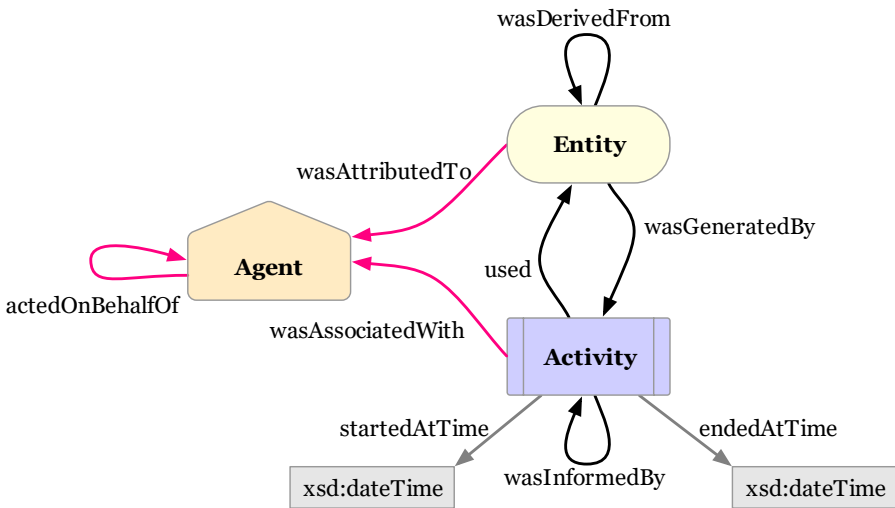 wasDerivedFrom
Entity
wasAttributedTo
wasGeneratedBy
Agent
used
actedOnBehalfOf
wasAssociatedWith
Activity
startedAtTime
endedAtTime
wasInformedBy
xsd:dateTime
xsd:dateTime